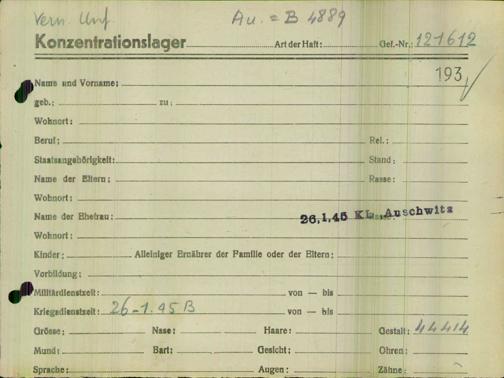 Vern. Unf. Au. = B 4889
Konzentrationslager Art der Haft: Gef.-Nr.: 121612
193
Name und Vorname:
geb.: zu:
Wohnort:
Beruf: Rel.:
Staatsangehörigkeit: Stand:
Name der Eltern: Rasse:
Wohnort:
Name der Ehefrau: 26.1.45 KL. Auschwitz
Wohnort:
Kinder: Alleiniger Ernährer der Familie oder der Eltern:
Vorbildung:
Militärdienstzeit: von — bis
Kriegsdienstzeit: 26-1.45 B von — bis
Grösse: Nase: Haare: Gestalt: 44414
Mund: Bart: Gesicht: Ohren:
Sprache: Augen: Zähne: